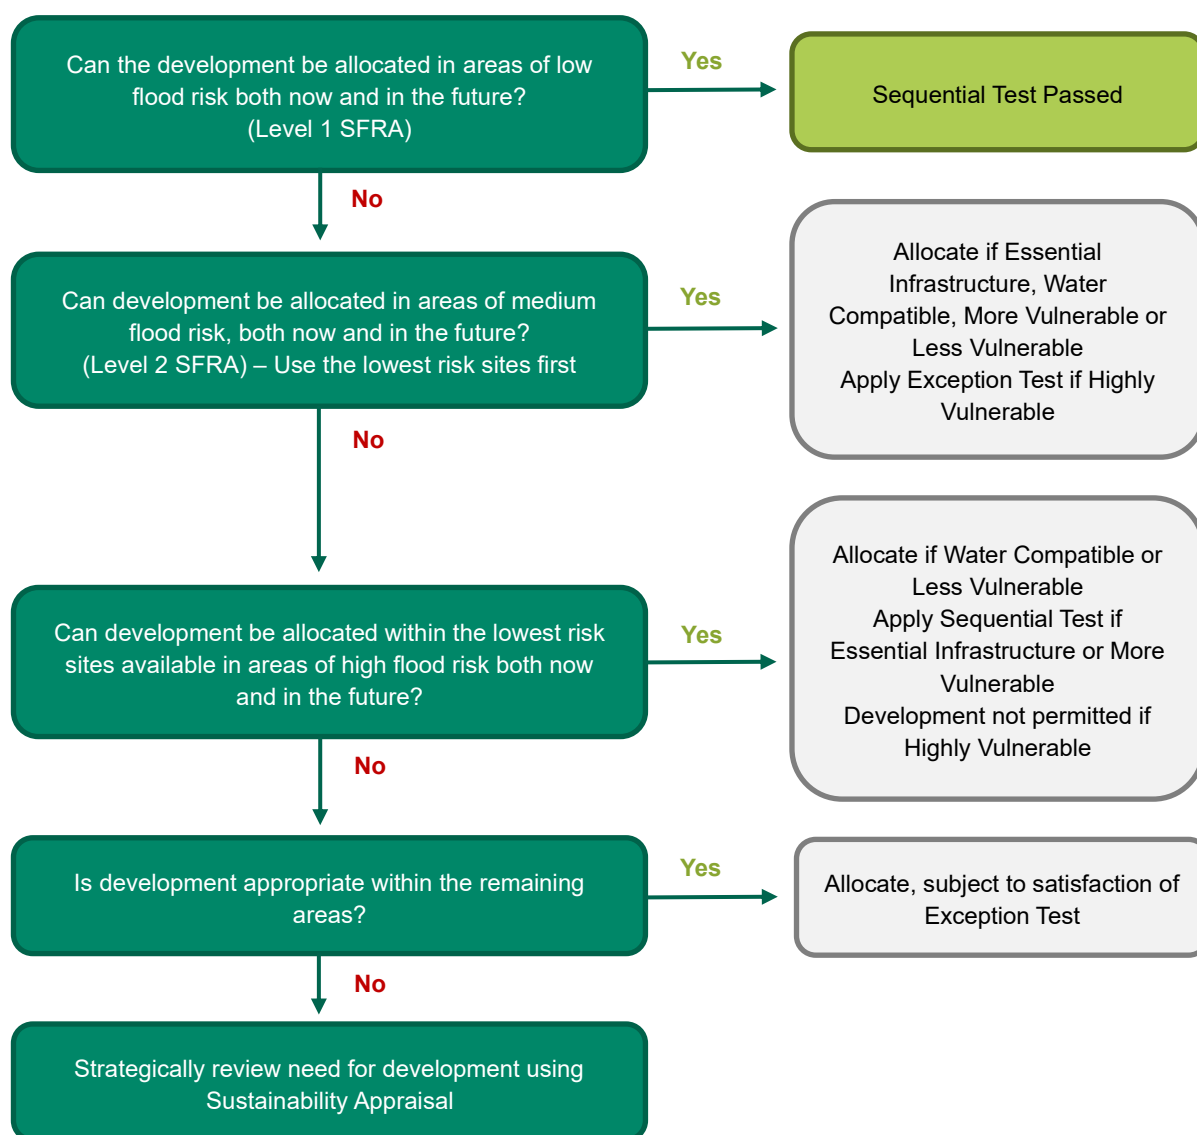 Can the development be allocated in areas of low
flood risk both now and in the future?
(Level 1 SFRA)
Yes
Sequential Test Passed
No
Can development be allocated in areas of medium
flood risk, both now and in the future?
(Level 2 SFRA) – Use the lowest risk sites first
Yes
Allocate if Essential
Infrastructure, Water
Compatible, More Vulnerable or
Less Vulnerable
Apply Exception Test if Highly
Vulnerable
No
Can development be allocated within the lowest risk
sites available in areas of high flood risk both now
and in the future?
Yes
Allocate if Water Compatible or
Less Vulnerable
Apply Sequential Test if
Essential Infrastructure or More
Vulnerable
Development not permitted if
Highly Vulnerable
No
Is development appropriate within the remaining
areas?
Yes
Allocate, subject to satisfaction of
Exception Test
No
Strategically review need for development using
Sustainability Appraisal